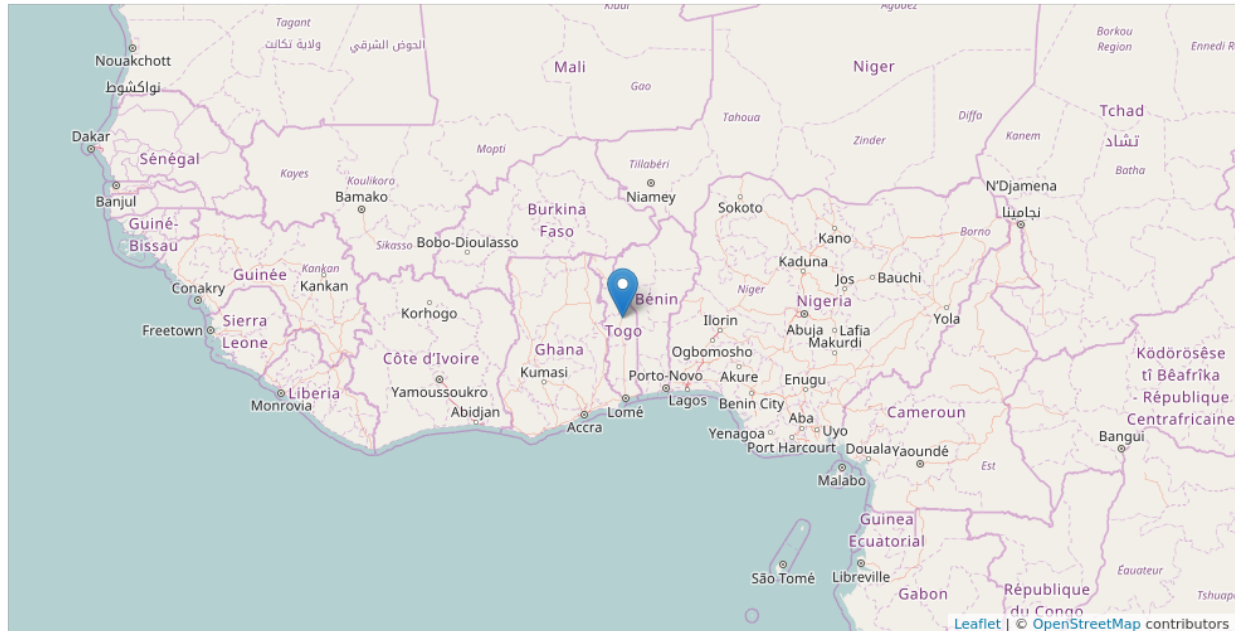 Kidal
Agadez
Tagant
ولاية تكانت
الحوض الشرقي
Borkou
Region
Ennedi R
Nouakchott
نواكشوط
Mali
Niger
Gao
Tchad
تشاد
Tahoua
Diffa
Zinder
Kanem
Batha
Dakar
Sénégal
Mopti
Tillabéri
Kayes
Koulikora
Bamako
Niamey
N'Djamena
نجامينا
Banjul
Guiné-
Bissau
Burkina
Faso
Sokoto
Sikasso
Bobo-Dioulasso
Kano
Borno
Guinée
Kankan
Kankan
Kaduna
Jos
Bauchi
Conakry
Niger
Nigeria
Bénin
Korhogo
Freetown
Sierra
Leone
Togo
Ilorin
Abuja
Lafia
Makurdi
Yola
Côte d'Ivoire
Ghana
Ogbomosho
Ködörösêse
tî Bêafrîka
- République
Centrafricaine
Liberia
Monrovia
Yamoussoukro
Kumasi
Porto-Novo
Akure
Enugu
Abidjan
Accra
Lomé
Lagos
Benin City
Aba
Uyo
Cameroun
Yenagoa
Port Harcourt
Douala
Yaoundé
Bangui
Malabo
Est
Guinea
Ecuatorial
São Tomé
Libreville
Gabon
République
du Congo
Équateur
Tshuapa
Leaflet | © OpenStreetMap contributors